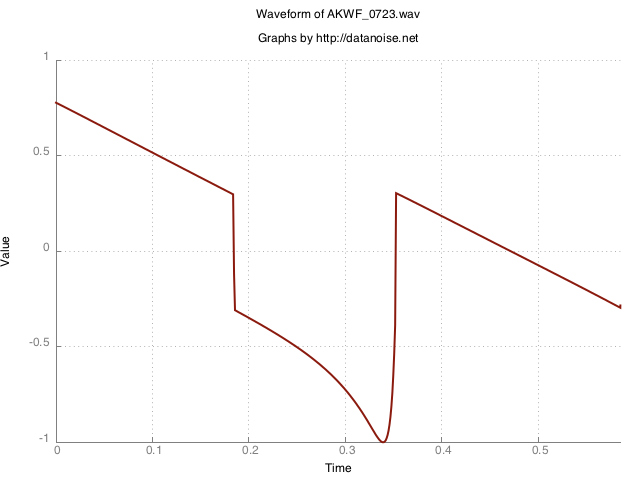 Waveform of AKWF_0723.wav
Graphs by http://datanoise.net
1
0.5
0
-0.5
-1
Value
0 0.1 0.2 0.3 0.4 0.5
Time